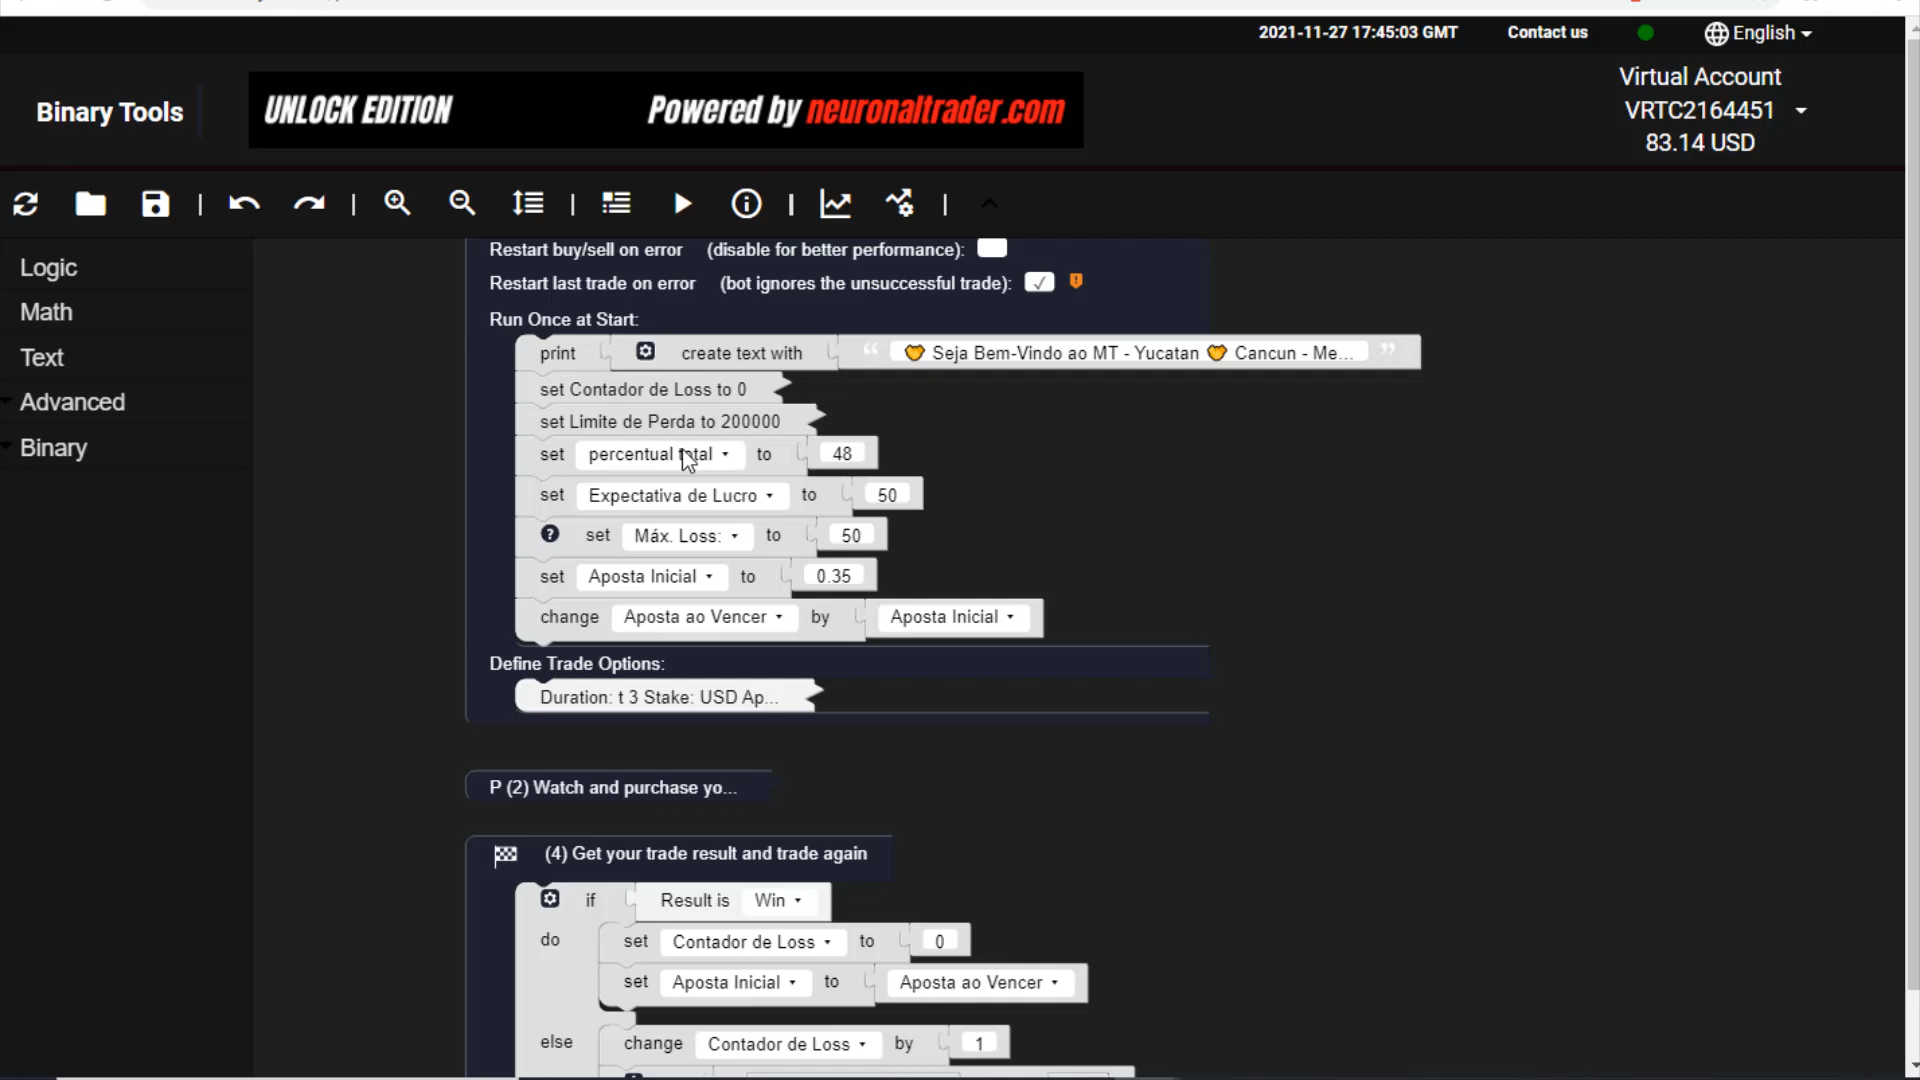 2021-11-27 17:45:03 GMT Contact us English
Binary Tools
UNLOCK EDITION Powered by neuronaltrader.com
Virtual Account
VRTC2164451
83.14 USD
Logic
Math
Text
Advanced
Binary
Restart buy/sell on error (disable for better performance):
Restart last trade on error (bot ignores the unsuccessful trade): ✓
Run Once at Start:
print create text with “ 🤝 Seja Bem-Vindo ao MT - Yucatan 🤝 Cancun - Me... ”
set Contador de Loss to 0
set Limite de Perda to 200000
set percentual total to 48
set Expectativa de Lucro to 50
? set Máx. Loss: to 50
set Aposta Inicial to 0.35
change Aposta ao Vencer by Aposta Inicial
Define Trade Options:
Duration: t 3 Stake: USD Ap...
P (2) Watch and purchase yo...
(4) Get your trade result and trade again
if Result is Win
do set Contador de Loss to 0
set Aposta Inicial to Aposta ao Vencer
else change Contador de Loss by 1